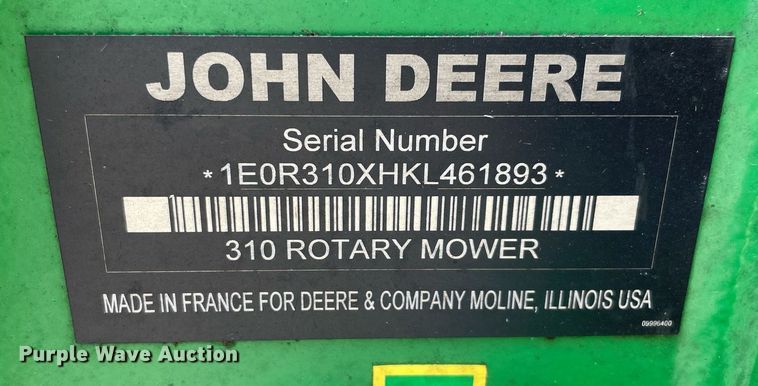 JOHN DEERE
Serial Number
*1E0R310XHKL461893*
310 ROTARY MOWER
MADE IN FRANCE FOR DEERE & COMPANY MOLINE, ILLINOIS USA
09996400
Purple Wave Auction